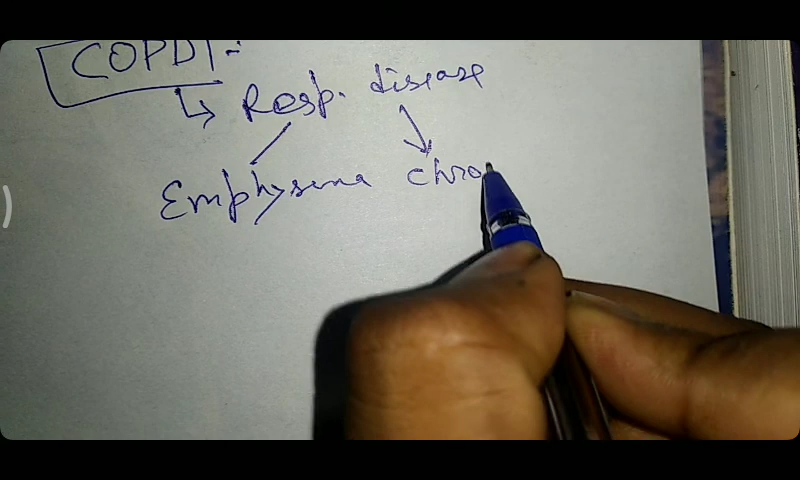 COPD :-
↳ Resp. disease
Emphysema chro